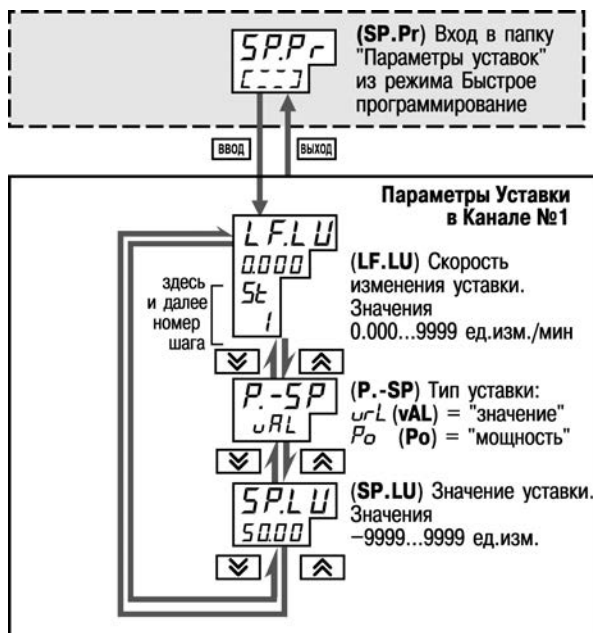 SP.Pr
[---]
(SP.Pr) Вход в папку
"Параметры уставок"
из режима Быстрое
программирование
ВВОД
ВЫХОД
Параметры Уставки
в Канале №1
LF.LU
0.000
St
1
здесь
и далее
номер
шага
(LF.LU) Скорость
изменения уставки.
Значения
0.000...9999 ед.изм./мин
P.-SP
vAL
(P.-SP) Тип уставки:
vrL (vAL) = "значение"
Po (Po) = "мощность"
SP.LU
50.00
(SP.LU) Значение уставки.
Значения
–9999...9999 ед.изм.